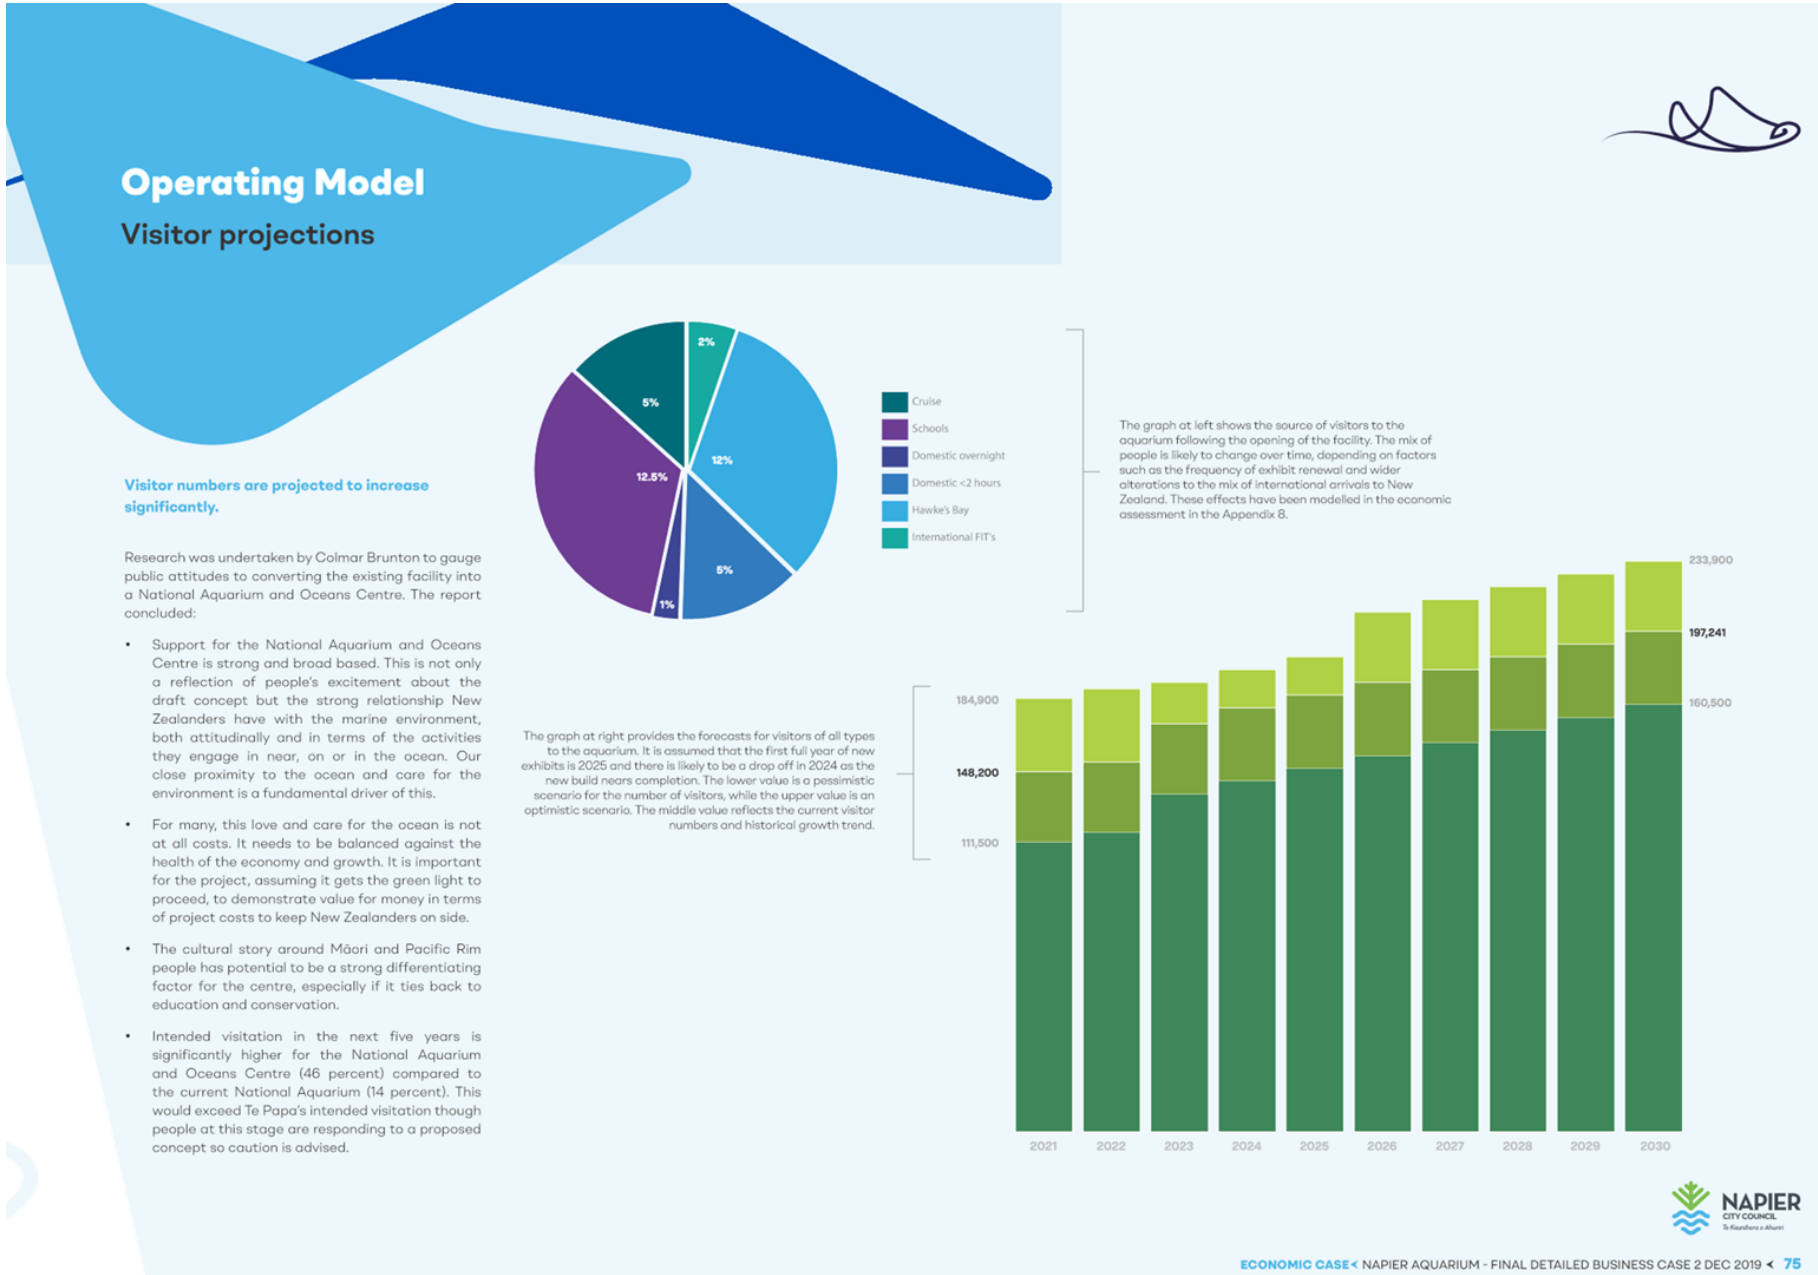 Operating Model
Visitor projections
Visitor numbers are projected to increase
significantly.
Research was undertaken by Colmar Brunton to gauge
public attitudes to converting the existing facility into
a National Aquarium and Oceans Centre. The report
concluded:
• Support for the National Aquarium and Oceans
Centre is strong and broad based. This is not only
a reflection of people's excitement about the
draft concept but the strong relationship New
Zealanders have with the marine environment,
both attitudinally and in terms of the activities
they engage in near, on or in the ocean. Our
close proximity to the ocean and care for the
environment is a fundamental driver of this.
• For many, this love and care for the ocean is not
at all costs. It needs to be balanced against the
health of the economy and growth. It is important
for the project, assuming it gets the green light to
proceed, to demonstrate value for money in terms
of project costs to keep New Zealanders on side.
• The cultural story around Māori and Pacific Rim
people has potential to be a strong differentiating
factor for the centre, especially if it ties back to
education and conservation.
• Intended visitation in the next five years is
significantly higher for the National Aquarium
and Oceans Centre (46 percent) compared to
the current National Aquarium (14 percent). This
would exceed Te Papa's intended visitation though
people at this stage are responding to a proposed
concept so caution is advised.
2%
5%
12%
12.5%
5%
1%
Cruise
Schools
Domestic overnight
Domestic <2 hours
Hawke's Bay
International FIT's
The graph at left shows the source of visitors to the
aquarium following the opening of the facility. The mix of
people is likely to change over time, depending on factors
such as the frequency of exhibit renewal and wider
alterations to the mix of international arrivals to New
Zealand. These effects have been modelled in the economic
assessment in the Appendix 8.
The graph at right provides the forecasts for visitors of all types
to the aquarium. It is assumed that the first full year of new
exhibits is 2025 and there is likely to be a drop off in 2024 as the
new build nears completion. The lower value is a pessimistic
scenario for the number of visitors, while the upper value is an
optimistic scenario. The middle value reflects the current visitor
numbers and historical growth trend.
184,900
148,200
111,500
233,900
197,241
160,500
2021 2022 2023 2024 2025 2026 2027 2028 2029 2030
NAPIER
CITY COUNCIL
Te Kaunihera o Ahuriri
ECONOMIC CASE < NAPIER AQUARIUM - FINAL DETAILED BUSINESS CASE 2 DEC 2019 < 75